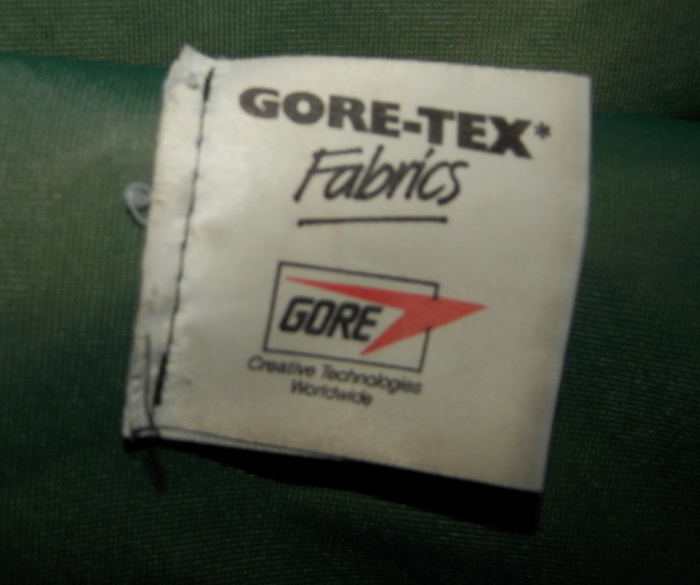 GORE-TEX*
Fabrics
GORE
Creative Technologies
Worldwide